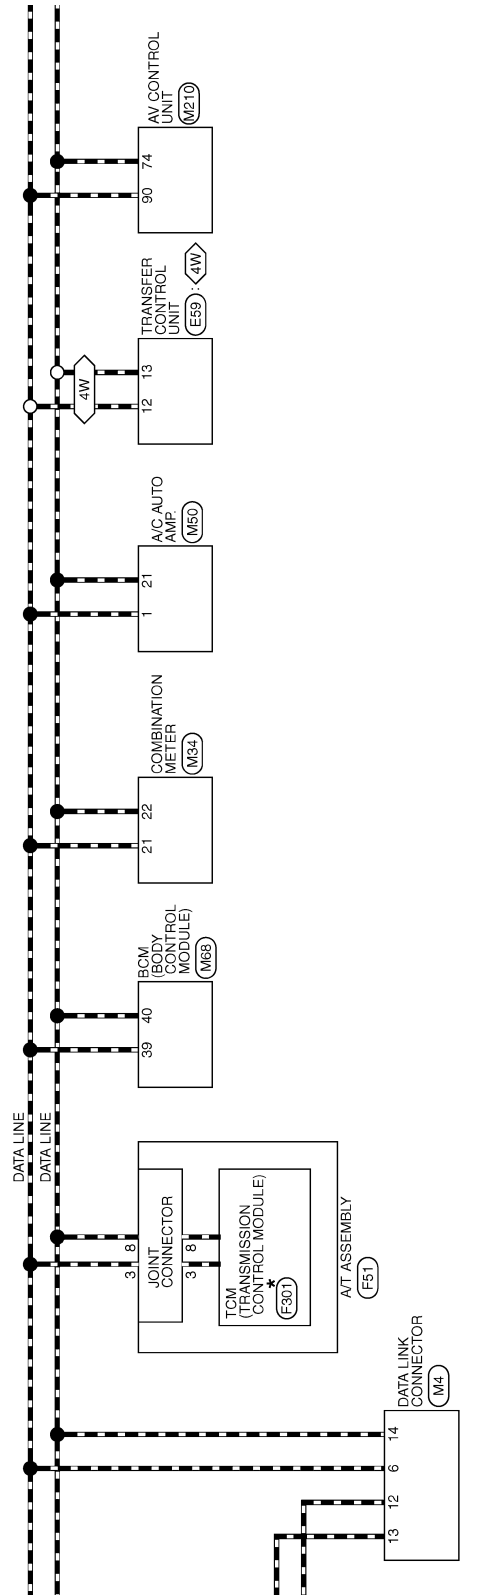 DATA LINE
DATA LINE
DATA LINK
CONNECTOR
M4
13
12
6
14
A/T ASSEMBLY
F51
JOINT
CONNECTOR
3
8
3
8
TCM
(TRANSMISSION
CONTROL MODULE)
*
F301
BCM
(BODY
CONTROL
MODULE)
M68
39
40
COMBINATION
METER
M34
21
22
A/C AUTO
AMP.
M50
1
21
TRANSFER
CONTROL
UNIT
E59 : 4W
4W
12
13
AV CONTROL
UNIT
M210
90
74